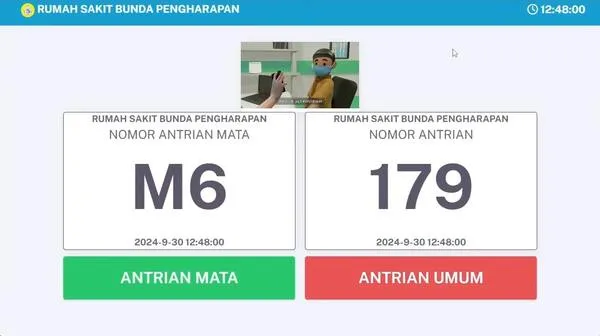 RUMAH SAKIT BUNDA PENGHARAPAN
12:48:00
RUMAH SAKIT BUNDA PENGHARAPAN
NOMOR ANTRIAN MATA
M6
2024-9-30 12:48:00
ANTRIAN MATA
RUMAH SAKIT BUNDA PENGHARAPAN
NOMOR ANTRIAN
179
2024-9-30 12:48:00
ANTRIAN UMUM